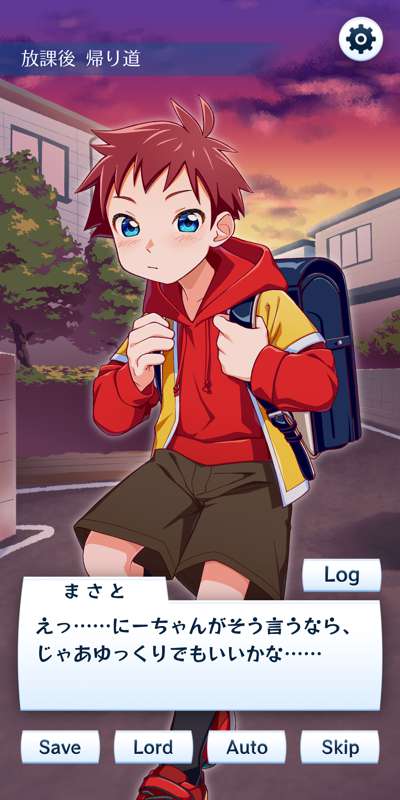 放課後 帰り道
Log
まさと
えっ……にーちゃんがそう言うなら、
じゃあゆっくりでもいいかな……
Save
Lord
Auto
Skip